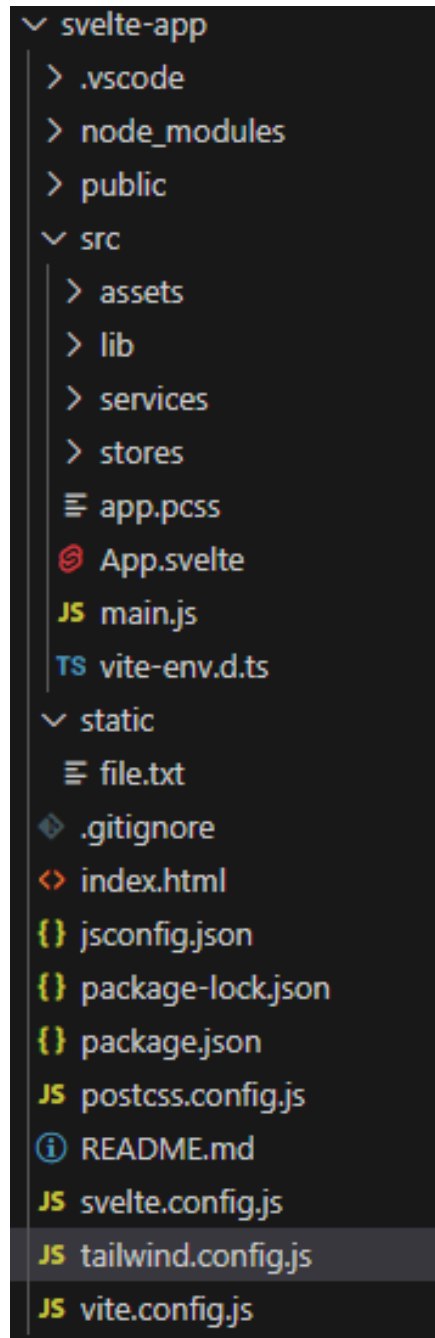 svelte-app
.vscode
node_modules
public
src
assets
lib
services
stores
app.pcss
App.svelte
JS main.js
TS vite-env.d.ts
static
file.txt
.gitignore
<> index.html
{} jsconfig.json
{} package-lock.json
{} package.json
JS postcss.config.js
README.md
JS svelte.config.js
JS tailwind.config.js
JS vite.config.js